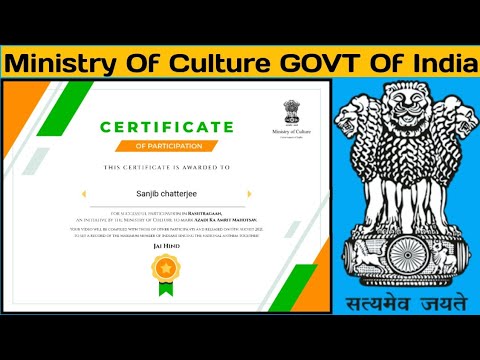 Ministry Of Culture GOVT Of India
CERTIFICATE
OF PARTICIPATION
Ministry of Culture
THIS CERTIFICATE IS AWARDED TO
Sanjib chatterjee
FOR SUCCESSFUL PARTICIPATION IN RASHTRAGAAN,
AN INITIATIVE BY THE MINISTRY OF CULTURE TO MARK AZADI KA AMRIT MAHOTSAV.
YOUR VIDEO WILL BE COMPILED WITH THOSE OF OTHER PARTICIPANTS AND RELEASED ON 15TH AUGUST 2021,
TO SET A RECORD OF THE MAXIMUM NUMBER OF INDIANS SINGING THE NATIONAL ANTHEM TOGETHER!
JAI HIND
सत्यमेव जयते